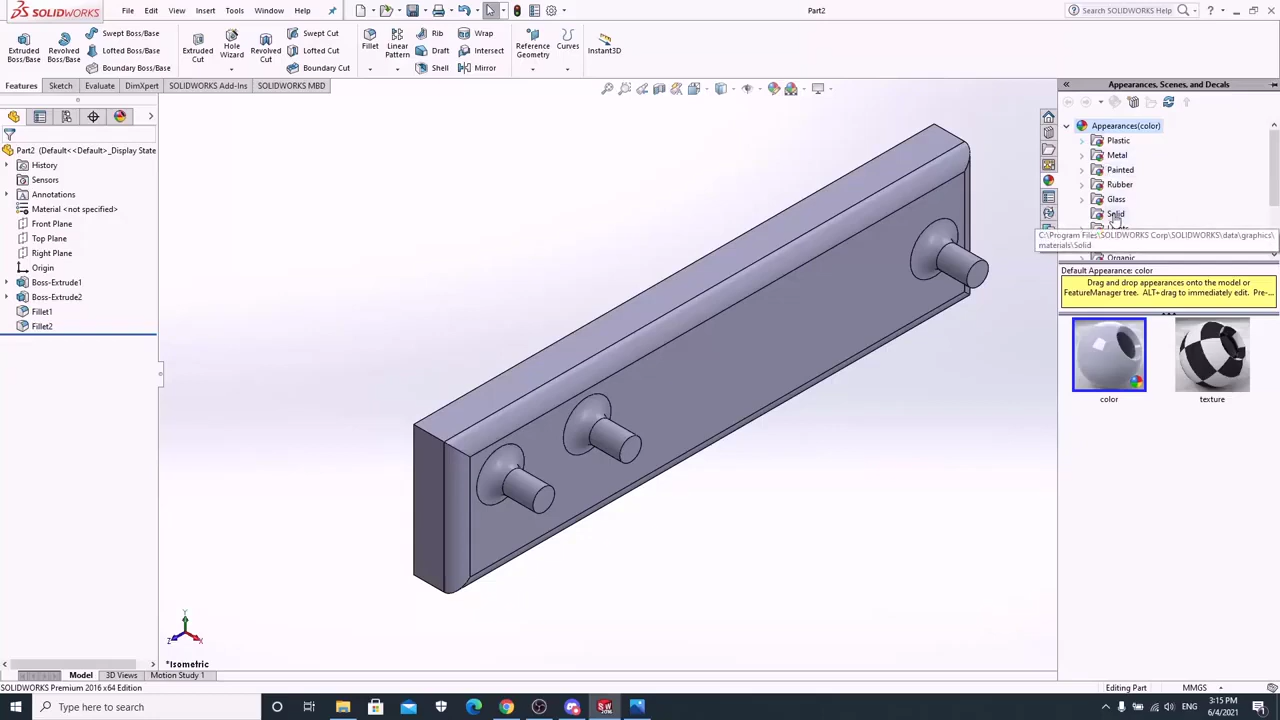 SOLIDWORKS File Edit View Insert Tools Window Help Part2 Search SOLIDWORKS Help
Extruded Boss/Base
Revolved Boss/Base
Swept Boss/Base
Lofted Boss/Base
Boundary Boss/Base
Extruded Cut
Hole Wizard
Revolved Cut
Swept Cut
Lofted Cut
Boundary Cut
Fillet
Linear Pattern
Rib
Draft
Shell
Wrap
Intersect
Mirror
Reference Geometry
Curves
Instant3D
Features Sketch Evaluate DimXpert SOLIDWORKS Add-Ins SOLIDWORKS MBD
Part2 (Default<<Default>_Display State
History
Sensors
Annotations
Material <not specified>
Front Plane
Top Plane
Right Plane
Origin
Boss-Extrude1
Boss-Extrude2
Fillet1
Fillet2
Y
Z
X
*Isometric
Appearances, Scenes, and Decals
Appearances(color)
Plastic
Metal
Painted
Rubber
Glass
Solid
C:\Program Files\SOLIDWORKS Corp\SOLIDWORKS\data\graphics\
materials\Solid
Organic
Default Appearance: color
Drag and drop appearances onto the model or
FeatureManager tree. ALT+drag to immediately edit. Pre-...
color texture
Model 3D Views Motion Study 1
SOLIDWORKS Premium 2016 x64 Edition Editing Part MMGS
Type here to search
ENG
3:15 PM
6/4/2021